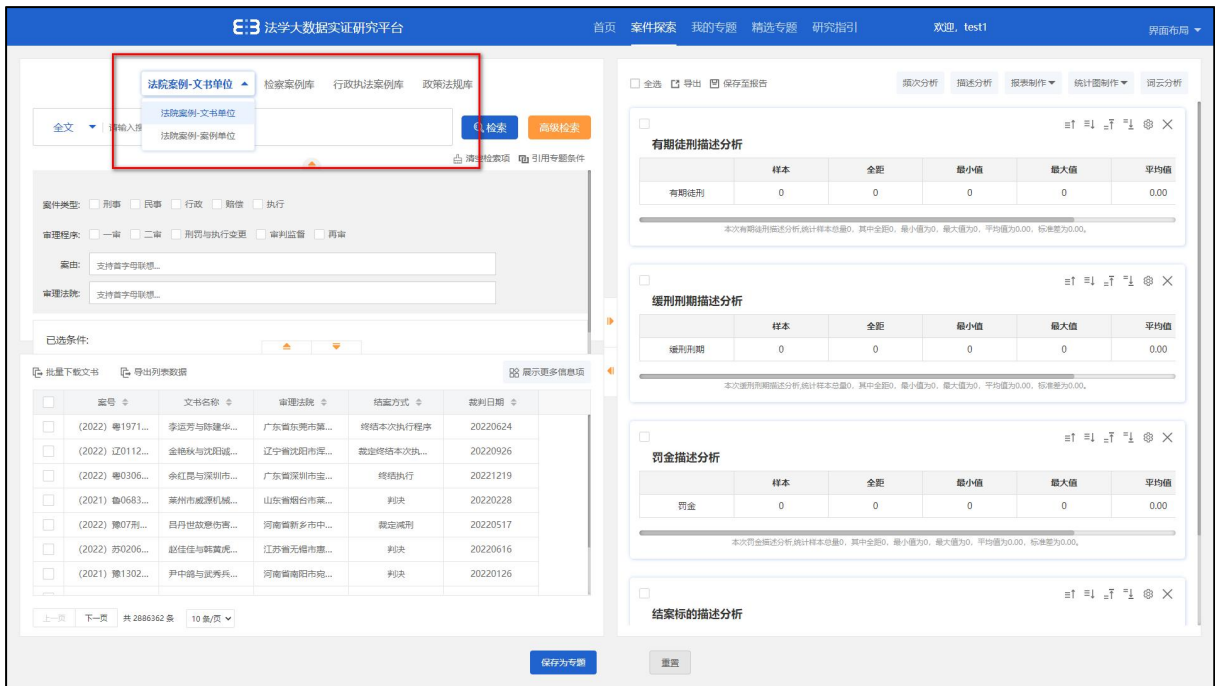 法学大数据实证研究平台
首页 案件探索 我的专题 精选专题 研究指引 欢迎, test1 界面布局
法院案例-文书单位 检察案例库 行政执法案例库 政策法规库
法院案例-文书单位
法院案例-案例单位
全文 请输入 检索 高级检索
清空检索项 引用专题条件
案件类型: 刑事 民事 行政 赔偿 执行
审理程序: 一审 二审 刑罚与执行变更 审判监督 再审
案由: 支持首字母联想...
审理法院: 支持首字母联想...
已选条件:
批量下载文书 导出列表数据 展示更多信息项
案号 文书名称 审理法院 结案方式 裁判日期
(2022) 粤1971... 李运芳与陈建华... 广东省东莞市第... 终结本次执行程序 20220624
(2022) 辽0112... 金艳秋与沈阳诚... 辽宁省沈阳市浑... 裁定终结本次执... 20220926
(2022) 粤0306... 余红昆与深圳市... 广东省深圳市宝... 终结执行 20221219
(2021) 鲁0683... 莱州市威源机械... 山东省烟台市莱... 判决 20220228
(2022) 豫07刑... 吕丹世故意伤害... 河南省新乡市中... 裁定减刑 20220517
(2022) 苏0206... 赵佳佳与韩冀虎... 江苏省无锡市惠... 判决 20220616
(2021) 豫1302... 尹中鸽与武秀兵... 河南省南阳市宛... 判决 20220126
上一页 下一页 共 2886362 条 10 条/页
全选 导出 保存至报告 频次分析 描述分析 报表制作 统计图制作 词云分析
有期徒刑描述分析
样本 全距 最小值 最大值 平均值
有期徒刑 0 0 0 0 0.00
本次有期徒刑描述分析,统计样本总量0, 其中全距0, 最小值为0, 最大值为0, 平均值为0.00, 标准差为0.00。
缓刑刑期描述分析
样本 全距 最小值 最大值 平均值
缓刑刑期 0 0 0 0 0.00
本次缓刑刑期描述分析,统计样本总量0, 其中全距0, 最小值为0, 最大值为0, 平均值为0.00, 标准差为0.00。
罚金描述分析
样本 全距 最小值 最大值 平均值
罚金 0 0 0 0 0.00
本次罚金描述分析,统计样本总量0, 其中全距0, 最小值为0, 最大值为0, 平均值为0.00, 标准差为0.00。
结案标的描述分析
保存为专题 重置